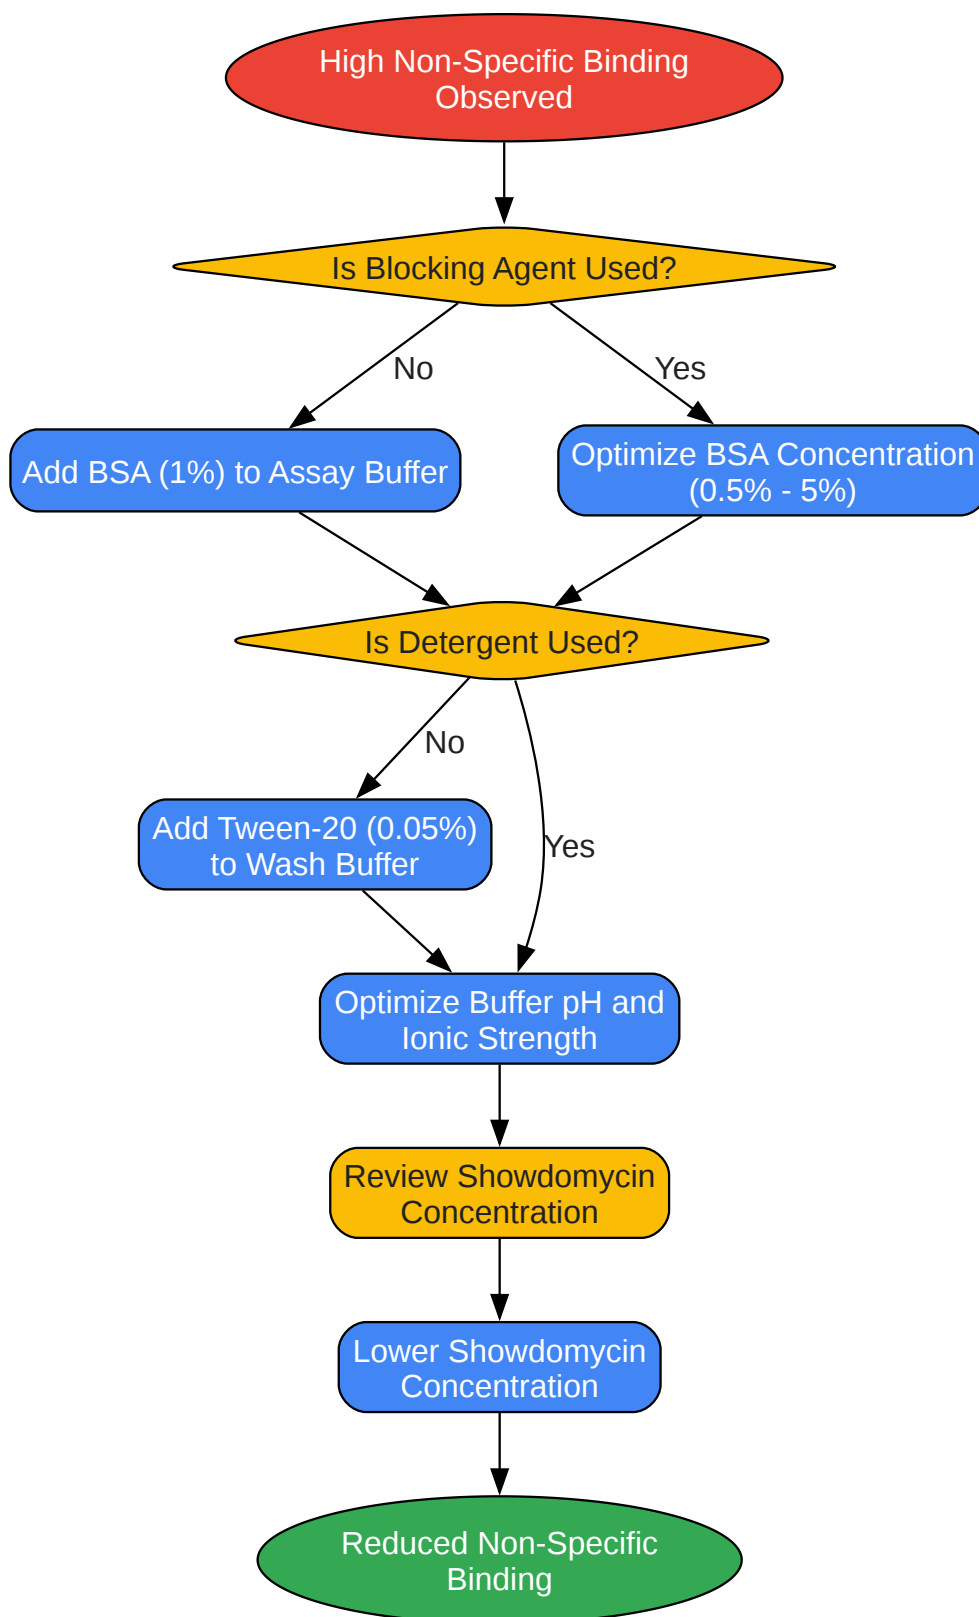 High Non-Specific Binding
Observed
Is Blocking Agent Used?
No
Yes
Add BSA (1%) to Assay Buffer
Optimize BSA Concentration
(0.5% - 5%)
Is Detergent Used?
No
Add Tween-20 (0.05%)
to Wash Buffer
Yes
Optimize Buffer pH and
Ionic Strength
Review Showdomycin
Concentration
Lower Showdomycin
Concentration
Reduced Non-Specific
Binding